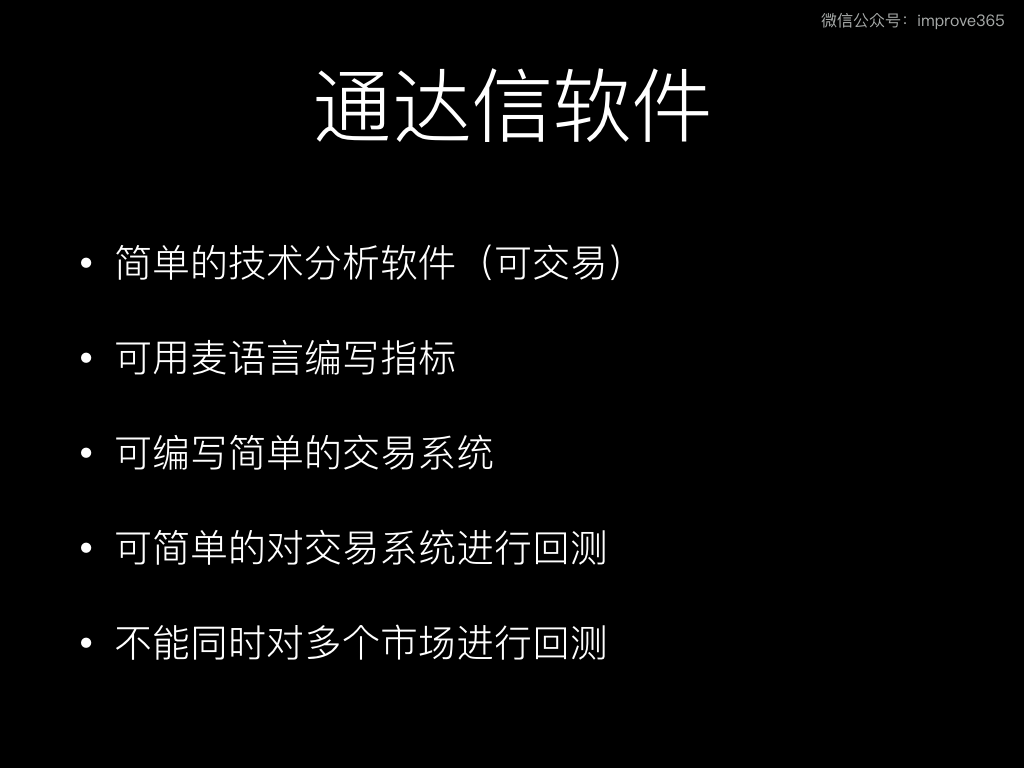 微信公众号：improve365
通达信软件
• 简单的技术分析软件（可交易）
• 可用麦语言编写指标
• 可编写简单的交易系统
• 可简单的对交易系统进行回测
• 不能同时对多个市场进行回测